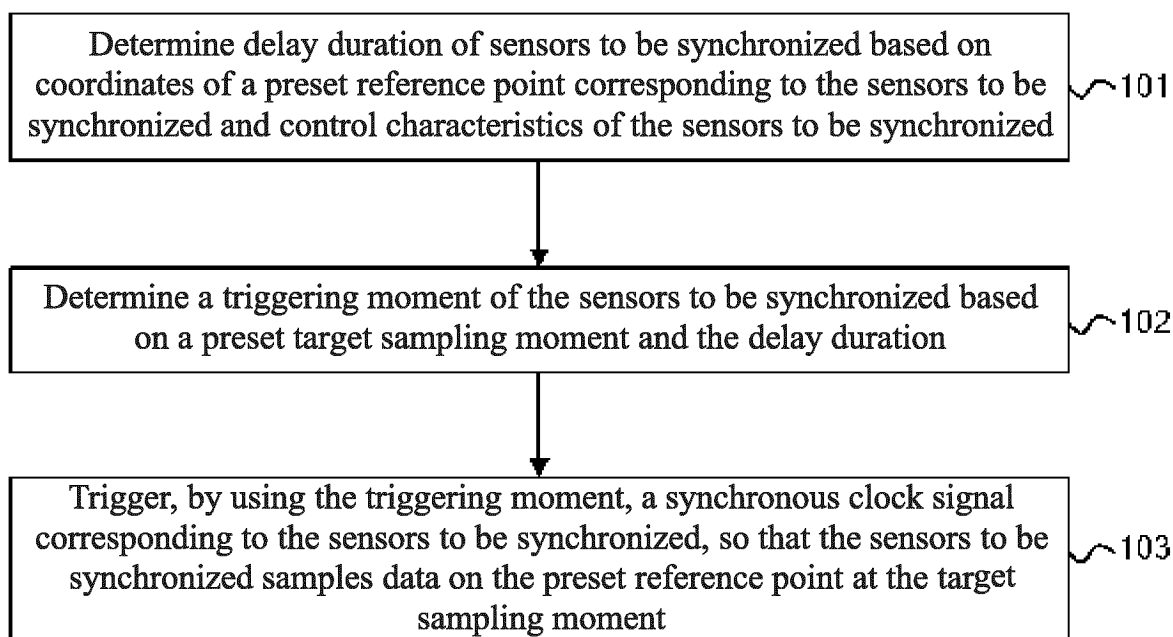 Determine delay duration of sensors to be synchronized based on
coordinates of a preset reference point corresponding to the sensors to be
synchronized and control characteristics of the sensors to be synchronized
101
Determine a triggering moment of the sensors to be synchronized based
on a preset target sampling moment and the delay duration
102
Trigger, by using the triggering moment, a synchronous clock signal
corresponding to the sensors to be synchronized, so that the sensors to be
synchronized samples data on the preset reference point at the target
sampling moment
103